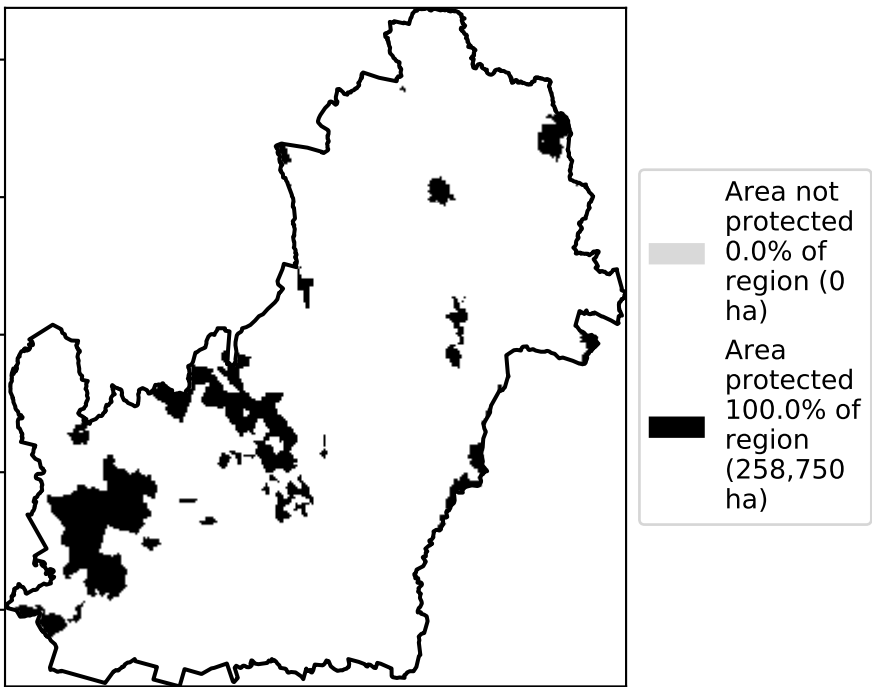 Area not
protected
0.0% of
region (0
ha)
Area
protected
100.0% of
region
(258,750
ha)